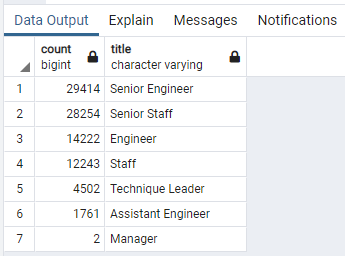 Data Output Explain Messages Notifications
count title
bigint character varying
1 29414 Senior Engineer
2 28254 Senior Staff
3 14222 Engineer
4 12243 Staff
5 4502 Technique Leader
6 1761 Assistant Engineer
7 2 Manager